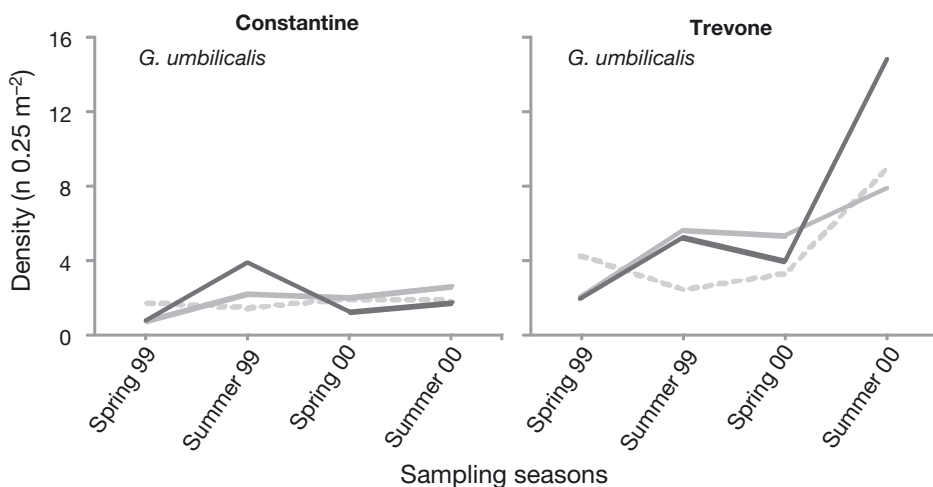 Constantine
Trevone
G. umbilicalis
G. umbilicalis
Density (n 0.25 m⁻²)
16
12
8
4
0
Spring 99
Summer 99
Spring 00
Summer 00
Spring 99
Summer 99
Spring 00
Summer 00
Sampling seasons